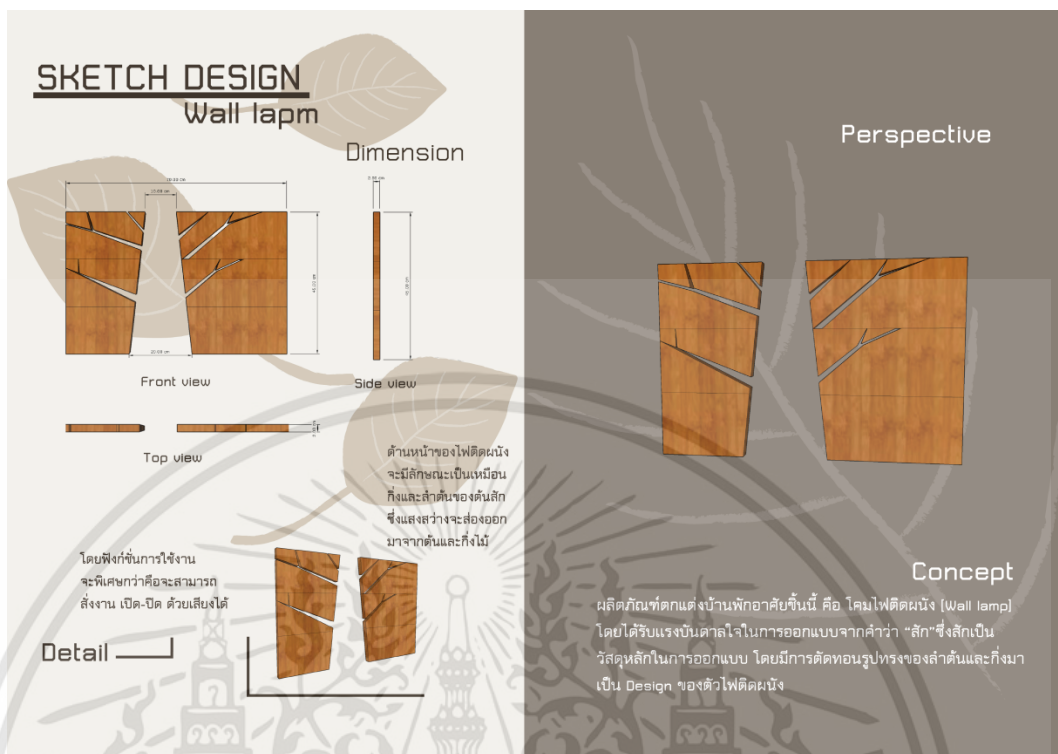 SKETCH DESIGN
Wall lapm
Dimension
Front view
Side view
Top view
ด้านหน้าของไฟติดผนัง
จะมีลักษณะเป็นเหมือน
กิ่งและลำต้นของต้นสัก
ซึ่งแสงสว่างจะส่องออก
มาจากต้นและกิ่งไม้
โดยฟังก์ชั่นการใช้งาน
จะพิเศษกว่าคือจะสามารถ
สั่งงาน เปิด-ปิด ด้วยเสียงได้
Detail
Perspective
Concept
ผลิตภัณฑ์ตกแต่งบ้านพักอาศัยชิ้นนี้ คือ โคมไฟติดผนัง [Wall lamp]
โดยได้รับแรงบันดาลใจในการออกแบบจากคำว่า “สัก”ซึ่งสักเป็น
วัสดุหลักในการออกแบบ โดยมีการตัดทอนรูปทรงของลำต้นและกิ่งมา
เป็น Design ของตัวไฟติดผนัง